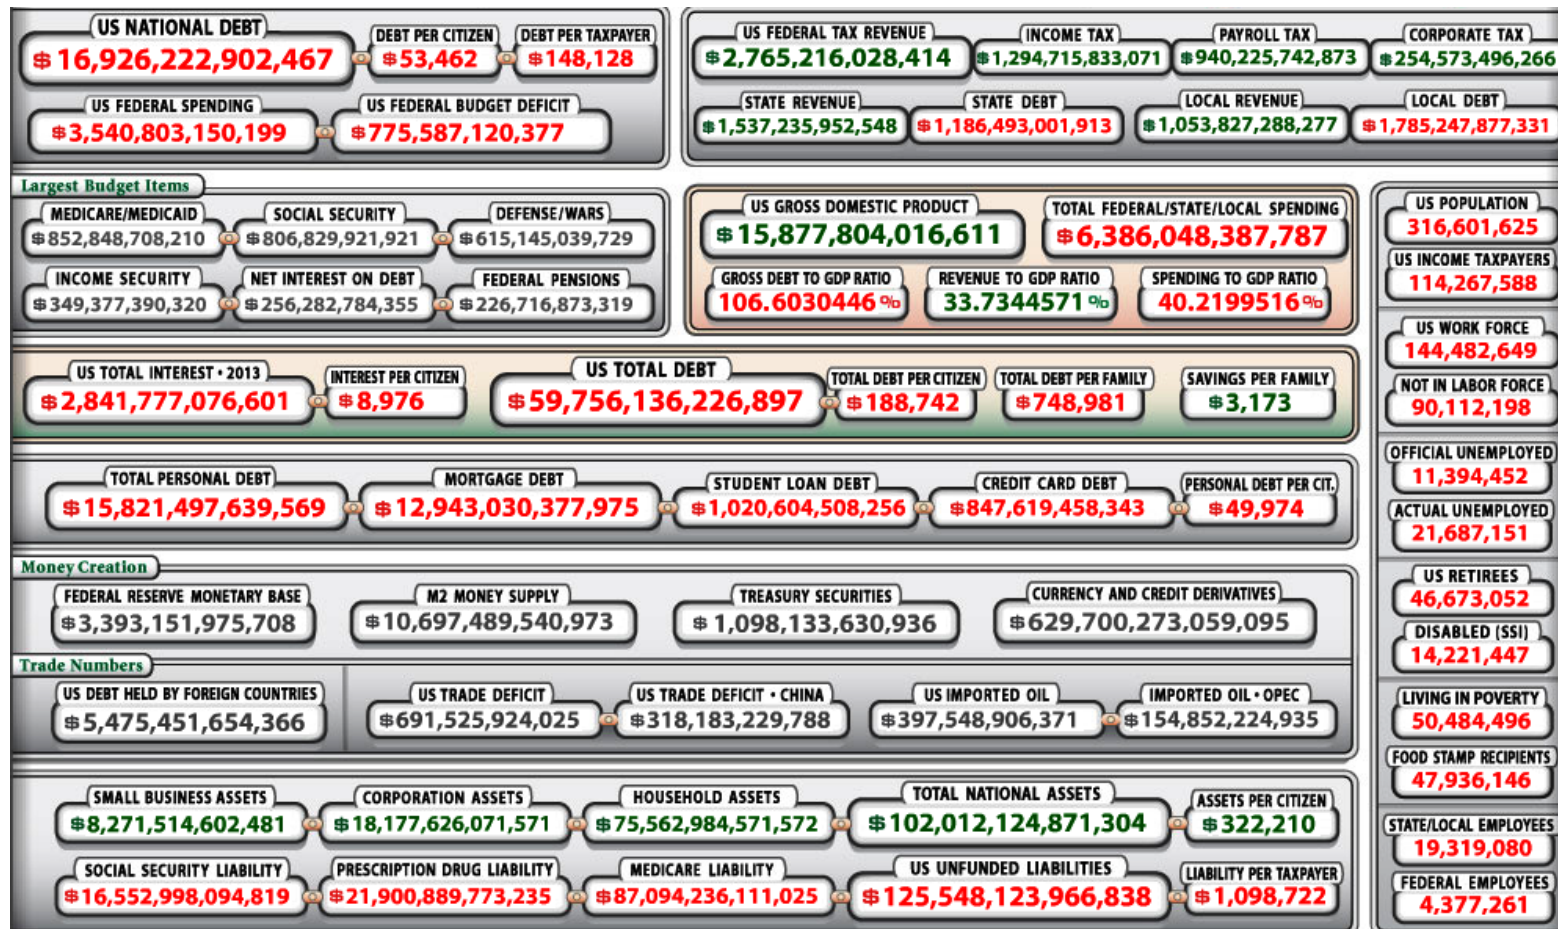 US NATIONAL DEBT
$16,926,222,902,467
DEBT PER CITIZEN
$53,462
DEBT PER TAXPAYER
$148,128
US FEDERAL SPENDING
$3,540,803,150,199
US FEDERAL BUDGET DEFICIT
$775,587,120,377
US FEDERAL TAX REVENUE
$2,765,216,028,414
INCOME TAX
$1,294,715,833,071
PAYROLL TAX
$940,225,742,873
CORPORATE TAX
$254,573,496,266
STATE REVENUE
$1,537,235,952,548
STATE DEBT
$1,186,493,001,913
LOCAL REVENUE
$1,053,827,288,277
LOCAL DEBT
$1,785,247,877,331
Largest Budget Items
MEDICARE/MEDICAID
$852,848,708,210
SOCIAL SECURITY
$806,829,921,921
DEFENSE/WARS
$615,145,039,729
INCOME SECURITY
$349,377,390,320
NET INTEREST ON DEBT
$256,282,784,355
FEDERAL PENSIONS
$226,716,873,319
US GROSS DOMESTIC PRODUCT
$15,877,804,016,611
TOTAL FEDERAL/STATE/LOCAL SPENDING
$6,386,048,387,787
GROSS DEBT TO GDP RATIO
106.6030446%
REVENUE TO GDP RATIO
33.7344571%
SPENDING TO GDP RATIO
40.2199516%
US TOTAL INTEREST • 2013
$2,841,777,076,601
INTEREST PER CITIZEN
$8,976
US TOTAL DEBT
$59,756,136,226,897
TOTAL DEBT PER CITIZEN
$188,742
TOTAL DEBT PER FAMILY
$748,981
SAVINGS PER FAMILY
$3,173
TOTAL PERSONAL DEBT
$15,821,497,639,569
MORTGAGE DEBT
$12,943,030,377,975
STUDENT LOAN DEBT
$1,020,604,508,256
CREDIT CARD DEBT
$847,619,458,343
PERSONAL DEBT PER CIT.
$49,974
Money Creation
FEDERAL RESERVE MONETARY BASE
$3,393,151,975,708
M2 MONEY SUPPLY
$10,697,489,540,973
TREASURY SECURITIES
$1,098,133,630,936
CURRENCY AND CREDIT DERIVATIVES
$629,700,273,059,095
Trade Numbers
US DEBT HELD BY FOREIGN COUNTRIES
$5,475,451,654,366
US TRADE DEFICIT
$691,525,924,025
US TRADE DEFICIT • CHINA
$318,183,229,788
US IMPORTED OIL
$397,548,906,371
IMPORTED OIL • OPEC
$154,852,224,935
SMALL BUSINESS ASSETS
$8,271,514,602,481
CORPORATION ASSETS
$18,177,626,071,571
HOUSEHOLD ASSETS
$75,562,984,571,572
TOTAL NATIONAL ASSETS
$102,012,124,871,304
ASSETS PER CITIZEN
$322,210
SOCIAL SECURITY LIABILITY
$16,552,998,094,819
PRESCRIPTION DRUG LIABILITY
$21,900,889,773,235
MEDICARE LIABILITY
$87,094,236,111,025
US UNFUNDED LIABILITIES
$125,548,123,966,838
LIABILITY PER TAXPAYER
$1,098,722
US POPULATION
316,601,625
US INCOME TAXPAYERS
114,267,588
US WORK FORCE
144,482,649
NOT IN LABOR FORCE
90,112,198
OFFICIAL UNEMPLOYED
11,394,452
ACTUAL UNEMPLOYED
21,687,151
US RETIREES
46,673,052
DISABLED (SSI)
14,221,447
LIVING IN POVERTY
50,484,496
FOOD STAMP RECIPIENTS
47,936,146
STATE/LOCAL EMPLOYEES
19,319,080
FEDERAL EMPLOYEES
4,377,261